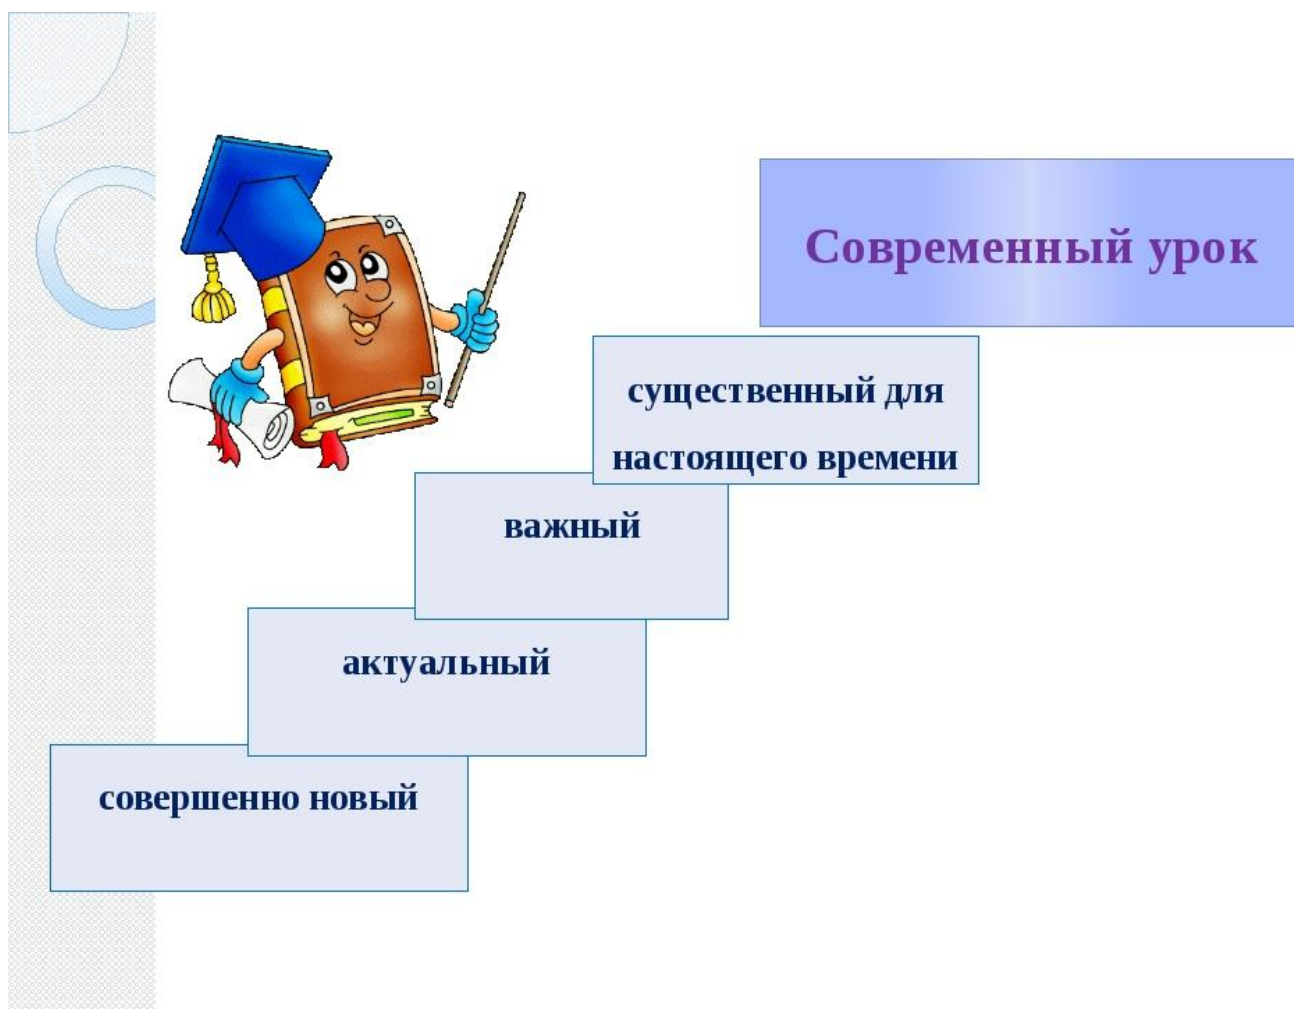 Современный урок
существенный для
настоящего времени
важный
актуальный
совершенно новый